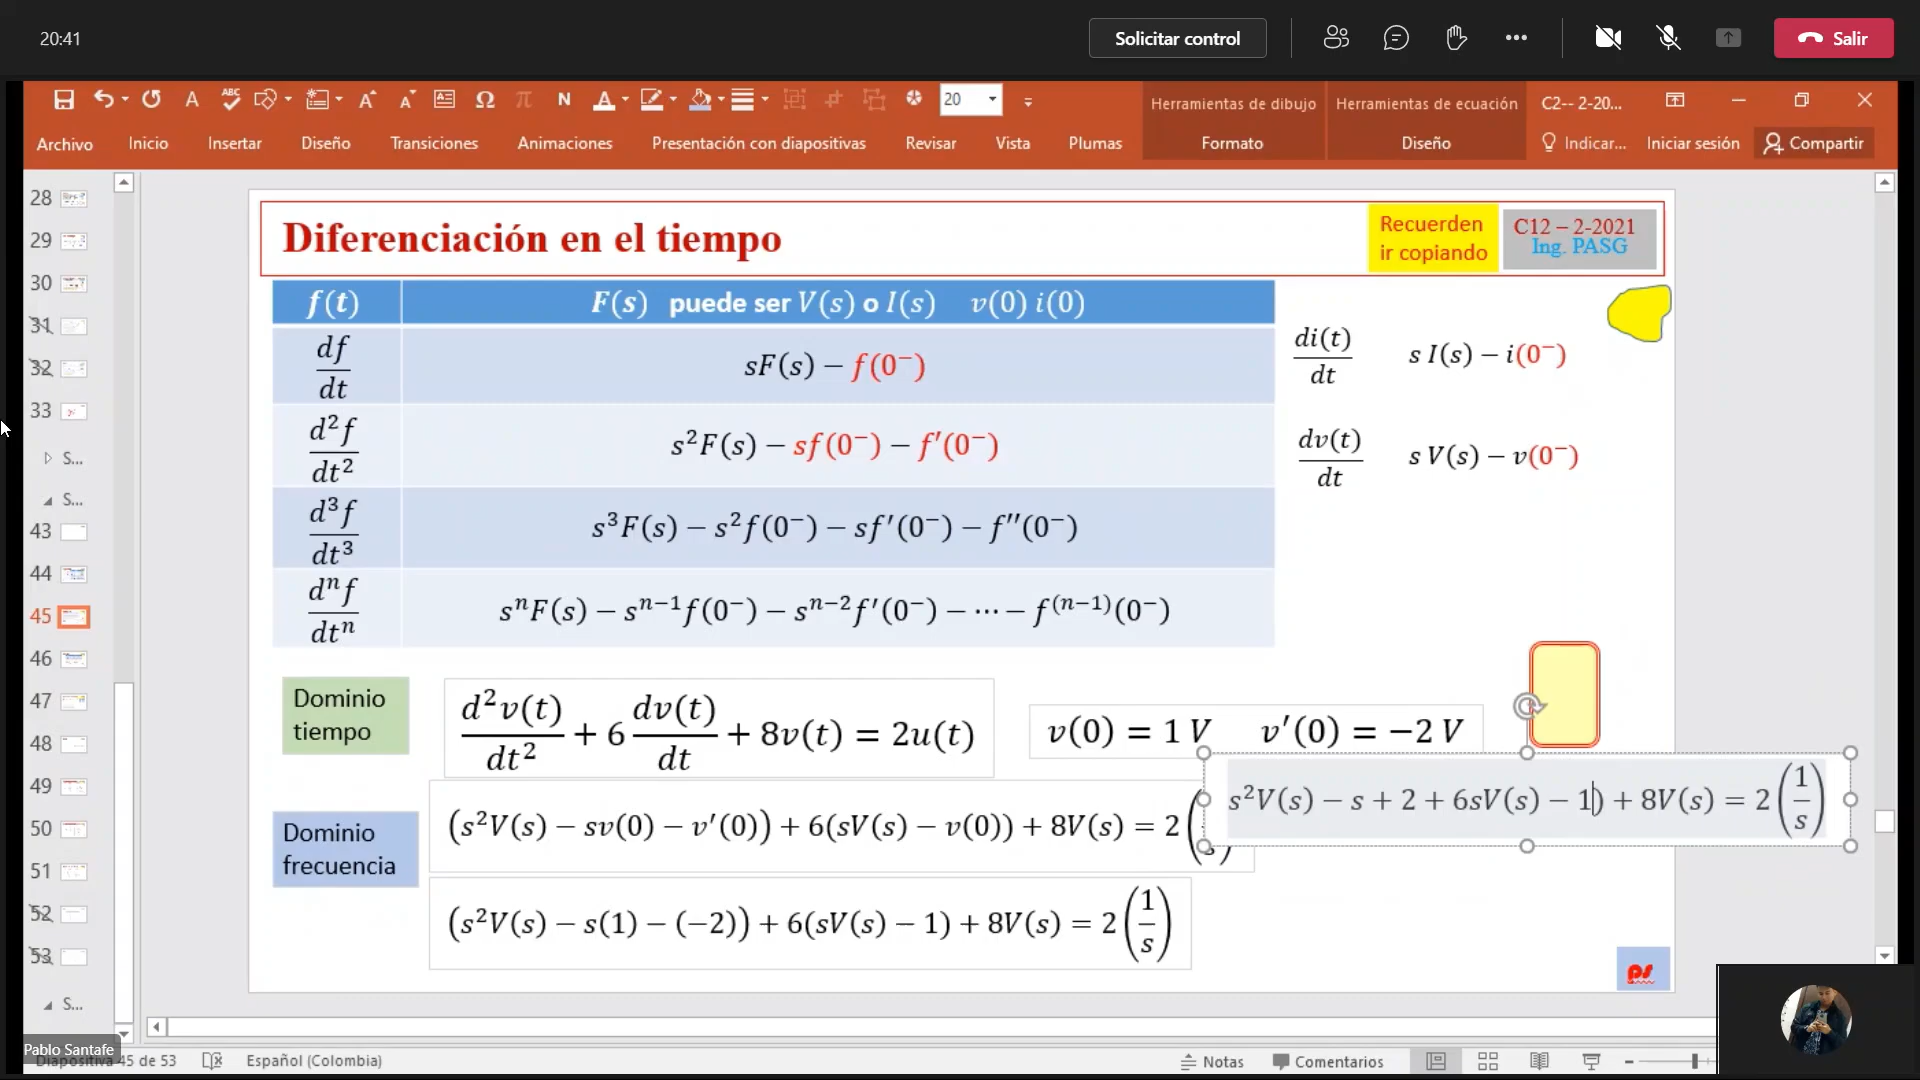 20:41
Solicitar control
Salir
20
Herramientas de dibujo
Herramientas de ecuación
C2-- 2-20...
Archivo
Inicio
Insertar
Diseño
Transiciones
Animaciones
Presentación con diapositivas
Revisar
Vista
Plumas
Formato
Diseño
Indicar...
Iniciar sesión
Compartir
28
29
30
31
32
33
S...
S...
43
44
45
46
47
48
49
50
51
52
53
S...
Diferenciación en el tiempo
Recuerden
ir copiando
C12 – 2-2021
Ing. PASG
f(t)
F(s) puede ser V(s) o I(s) v(0) i(0)
df/dt
sF(s) − f(0⁻)
d²f/dt²
s²F(s) − sf(0⁻) − f′(0⁻)
d³f/dt³
s³F(s) − s²f(0⁻) − sf′(0⁻) − f′′(0⁻)
dⁿf/dtⁿ
sⁿF(s) − sⁿ⁻¹f(0⁻) − sⁿ⁻²f′(0⁻) − ⋯ − f⁽ⁿ⁻¹⁾(0⁻)
di(t)/dt s I(s) − i(0⁻)
dv(t)/dt s V(s) − v(0⁻)
Dominio
tiempo
d²v(t)/dt² + 6 dv(t)/dt + 8v(t) = 2u(t)
v(0) = 1 V v′(0) = −2 V
s²V(s) − s + 2 + 6sV(s) − 1) + 8V(s) = 2(1/s)
Dominio
frecuencia
(s²V(s) − sv(0) − v′(0)) + 6(sV(s) − v(0)) + 8V(s) = 2(
s)
(s²V(s) − s(1) − (−2)) + 6(sV(s) − 1) + 8V(s) = 2(1/s)
ps
Pablo Santafe
Diapositiva 45 de 53
Español (Colombia)
Notas
Comentarios